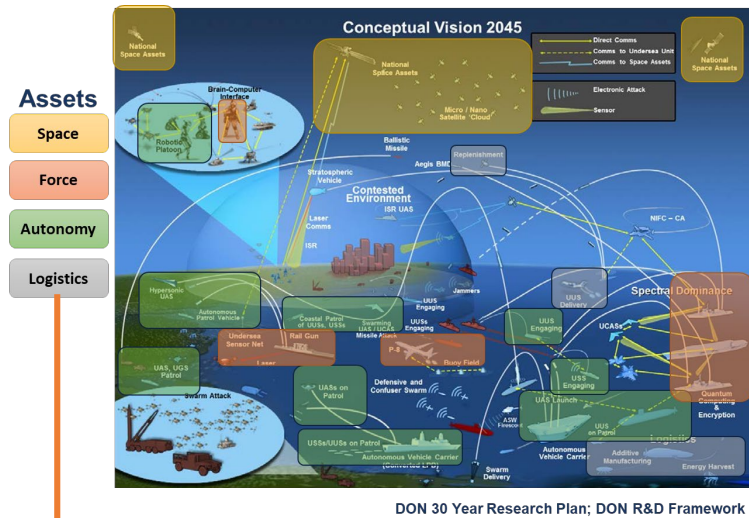 Conceptual Vision 2045
National
Space Assets
National
Space Assets
Direct Comms
Comms to Undersea Unit
Comms to Space Assets
Electronic Attack
Sensor
National
Space Assets
Micro / Nano
Satellite 'Cloud'
Assets
Space
Force
Autonomy
Logistics
Brain-Computer
Interface
Robotic
Platoon
Ballistic
Missile
Aegis BMD
Replenishment
Stratospheric
Vehicle
Contested
Environment
ISR UAS
NIFC – CA
Laser
Comms
ISR
Jammers
Hypersonic
UAS
Autonomous
Patrol Vehicle
Coastal Patrol
of UUSs, USSs
Swarming
UAS / UCAS
Missile Attack
UUS
Engaging
UUSs
Engaging
UUS
Delivery
UUS
Engaging
Spectral Dominance
UCASs
Undersea
Sensor Net
Rail Gun
Laser
P-8
Buoy Field
UAS, UGS
Patrol
UASs on
Patrol
Defensive and
Confuser Swarm
USS
Engaging
UAS Launch
Quantum
Computing
&
Encryption
Swarm Attack
ASW
Firescout
UUS
on Patrol
Logistics
USSs/UUSs on Patrol
Autonomous Vehicle Carrier
(Converted LPD)
Autonomous
Vehicle Carrier
Additive
Manufacturing
Energy Harvest
Swarm
Delivery
DON 30 Year Research Plan; DON R&D Framework